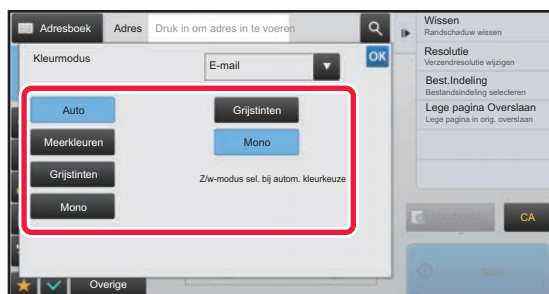 Adresboek
Adres
Druk in om adres in te voeren
Kleurmodus
E-mail
OK
Auto
Meerkleuren
Grijstinten
Mono
Grijstinten
Mono
Z/w-modus sel. bij autom. kleurkeuze
Overige
Wissen
Randschaduw wissen
Resolutie
Verzendresolutie wijzigen
Best.Indeling
Bestandsindeling selecteren
Lege pagina Overslaan
Lege pagina in orig. overslaan
CA
Start